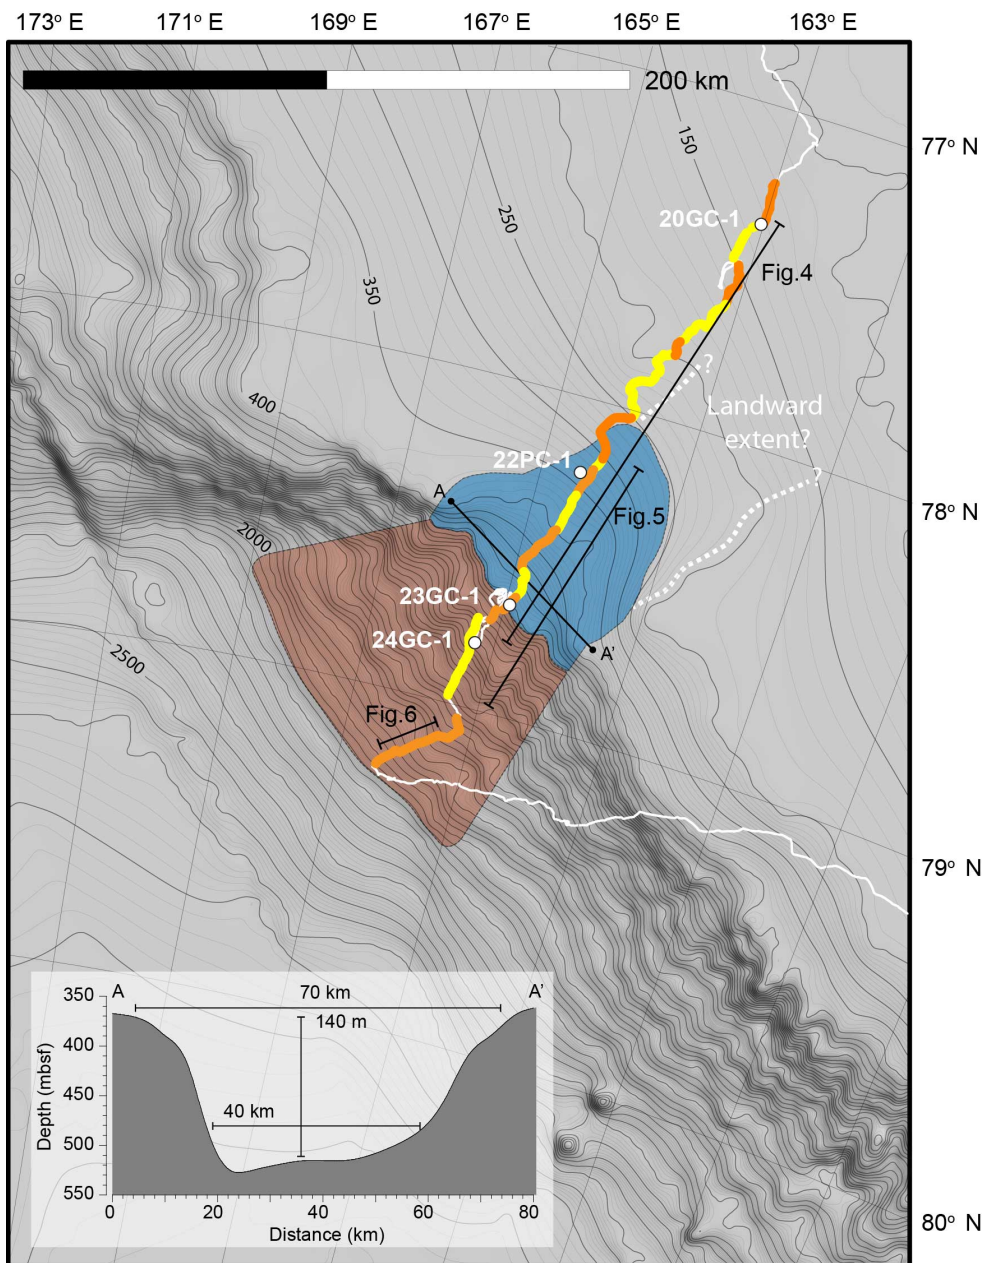 173° E 171° E 169° E 167° E 165° E 163° E
200 km
150
77° N
20GC-1
250
Fig.4
350
?
400
Landward
extent?
22PC-1
?
A
78° N
Fig.5
2000
23GC-1
24GC-1
A'
2500
Fig.6
79° N
350
A
70 km
A'
140 m
400
Depth (mbsf)
450
40 km
500
550
0 20 40 60 80
Distance (km)
80° N